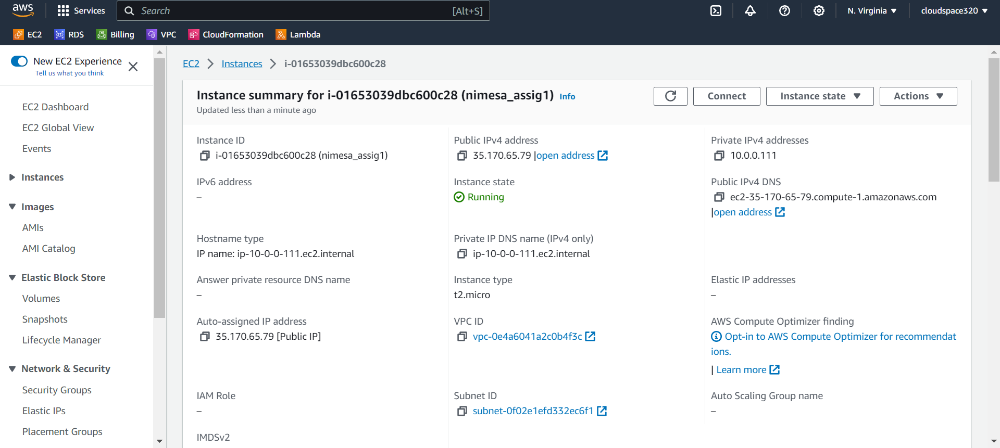 aws
Services
Search
[Alt+S]
N. Virginia ▼
cloudspace320 ▼
EC2
RDS
Billing
VPC
CloudFormation
Lambda
New EC2 Experience
Tell us what you think
EC2 Dashboard
EC2 Global View
Events
Instances
Images
AMIs
AMI Catalog
Elastic Block Store
Volumes
Snapshots
Lifecycle Manager
Network & Security
Security Groups
Elastic IPs
Placement Groups
EC2 > Instances > i-01653039dbc600c28
Instance summary for i-01653039dbc600c28 (nimesa_assig1) Info
Updated less than a minute ago
Connect
Instance state ▼
Actions ▼
Instance ID
i-01653039dbc600c28 (nimesa_assig1)
Public IPv4 address
35.170.65.79 |open address
Private IPv4 addresses
10.0.0.111
IPv6 address
–
Instance state
Running
Public IPv4 DNS
ec2-35-170-65-79.compute-1.amazonaws.com
|open address
Hostname type
IP name: ip-10-0-0-111.ec2.internal
Private IP DNS name (IPv4 only)
ip-10-0-0-111.ec2.internal
Answer private resource DNS name
–
Instance type
t2.micro
Elastic IP addresses
–
Auto-assigned IP address
35.170.65.79 [Public IP]
VPC ID
vpc-0e4a6041a2c0b4f3c
AWS Compute Optimizer finding
Opt-in to AWS Compute Optimizer for recommendat
ions.
| Learn more
IAM Role
–
Subnet ID
subnet-0f02e1efd332ec6f1
Auto Scaling Group name
–
IMDSv2